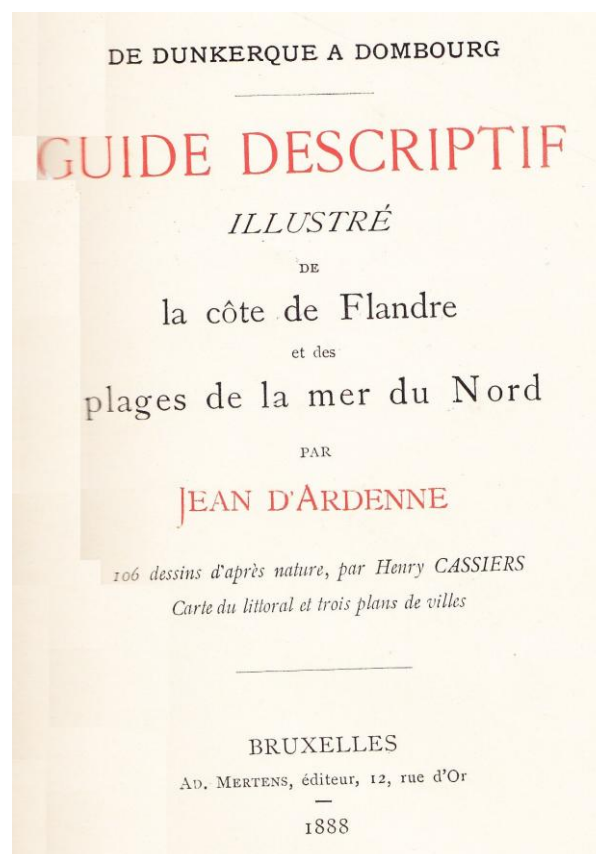 DE DUNKERQUE A DOMBOURG
GUIDE DESCRIPTIF
ILLUSTRÉ
DE
la côte de Flandre
et des
plages de la mer du Nord
PAR
JEAN D'ARDENNE
106 dessins d'après nature, par Henry CASSIERS
Carte du littoral et trois plans de villes
BRUXELLES
AD. MERTENS, éditeur, 12, rue d'Or
1888